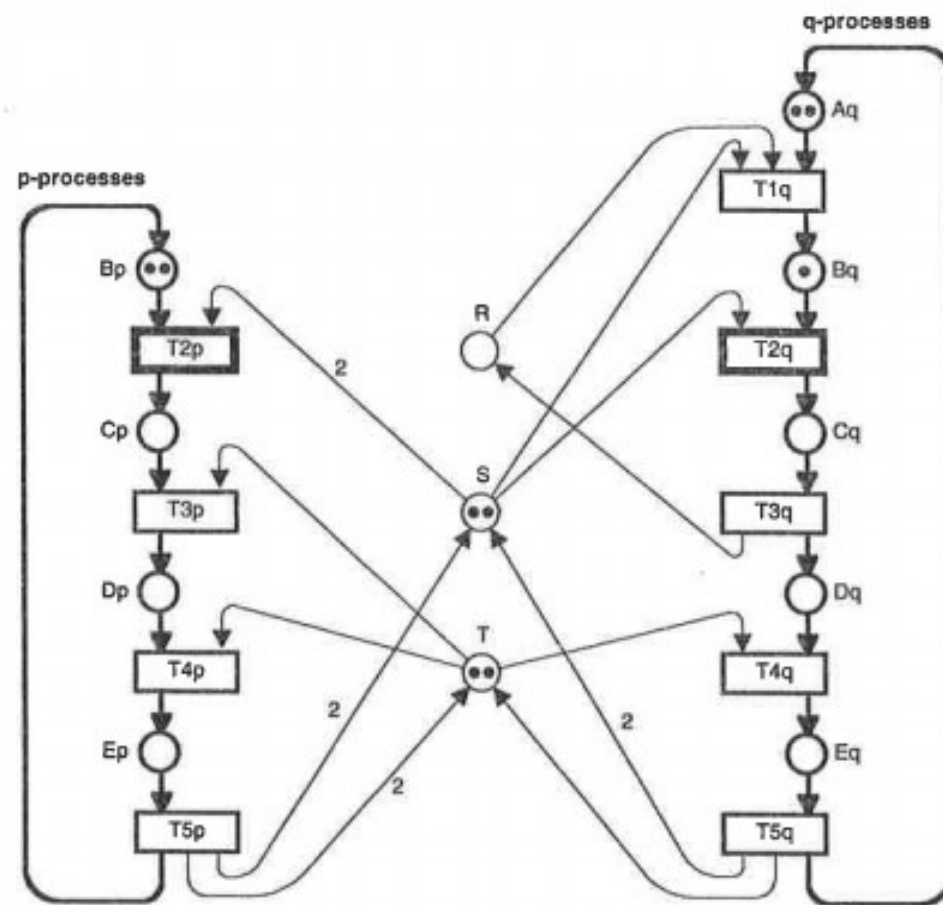 q-processes
Aq
p-processes
T1q
Bp
Bq
R
T2p
2
T2q
Cp
Cq
S
T3p
T3q
Dp
Dq
T
T4p
T4q
2
2
Ep
Eq
2
T5p
T5q